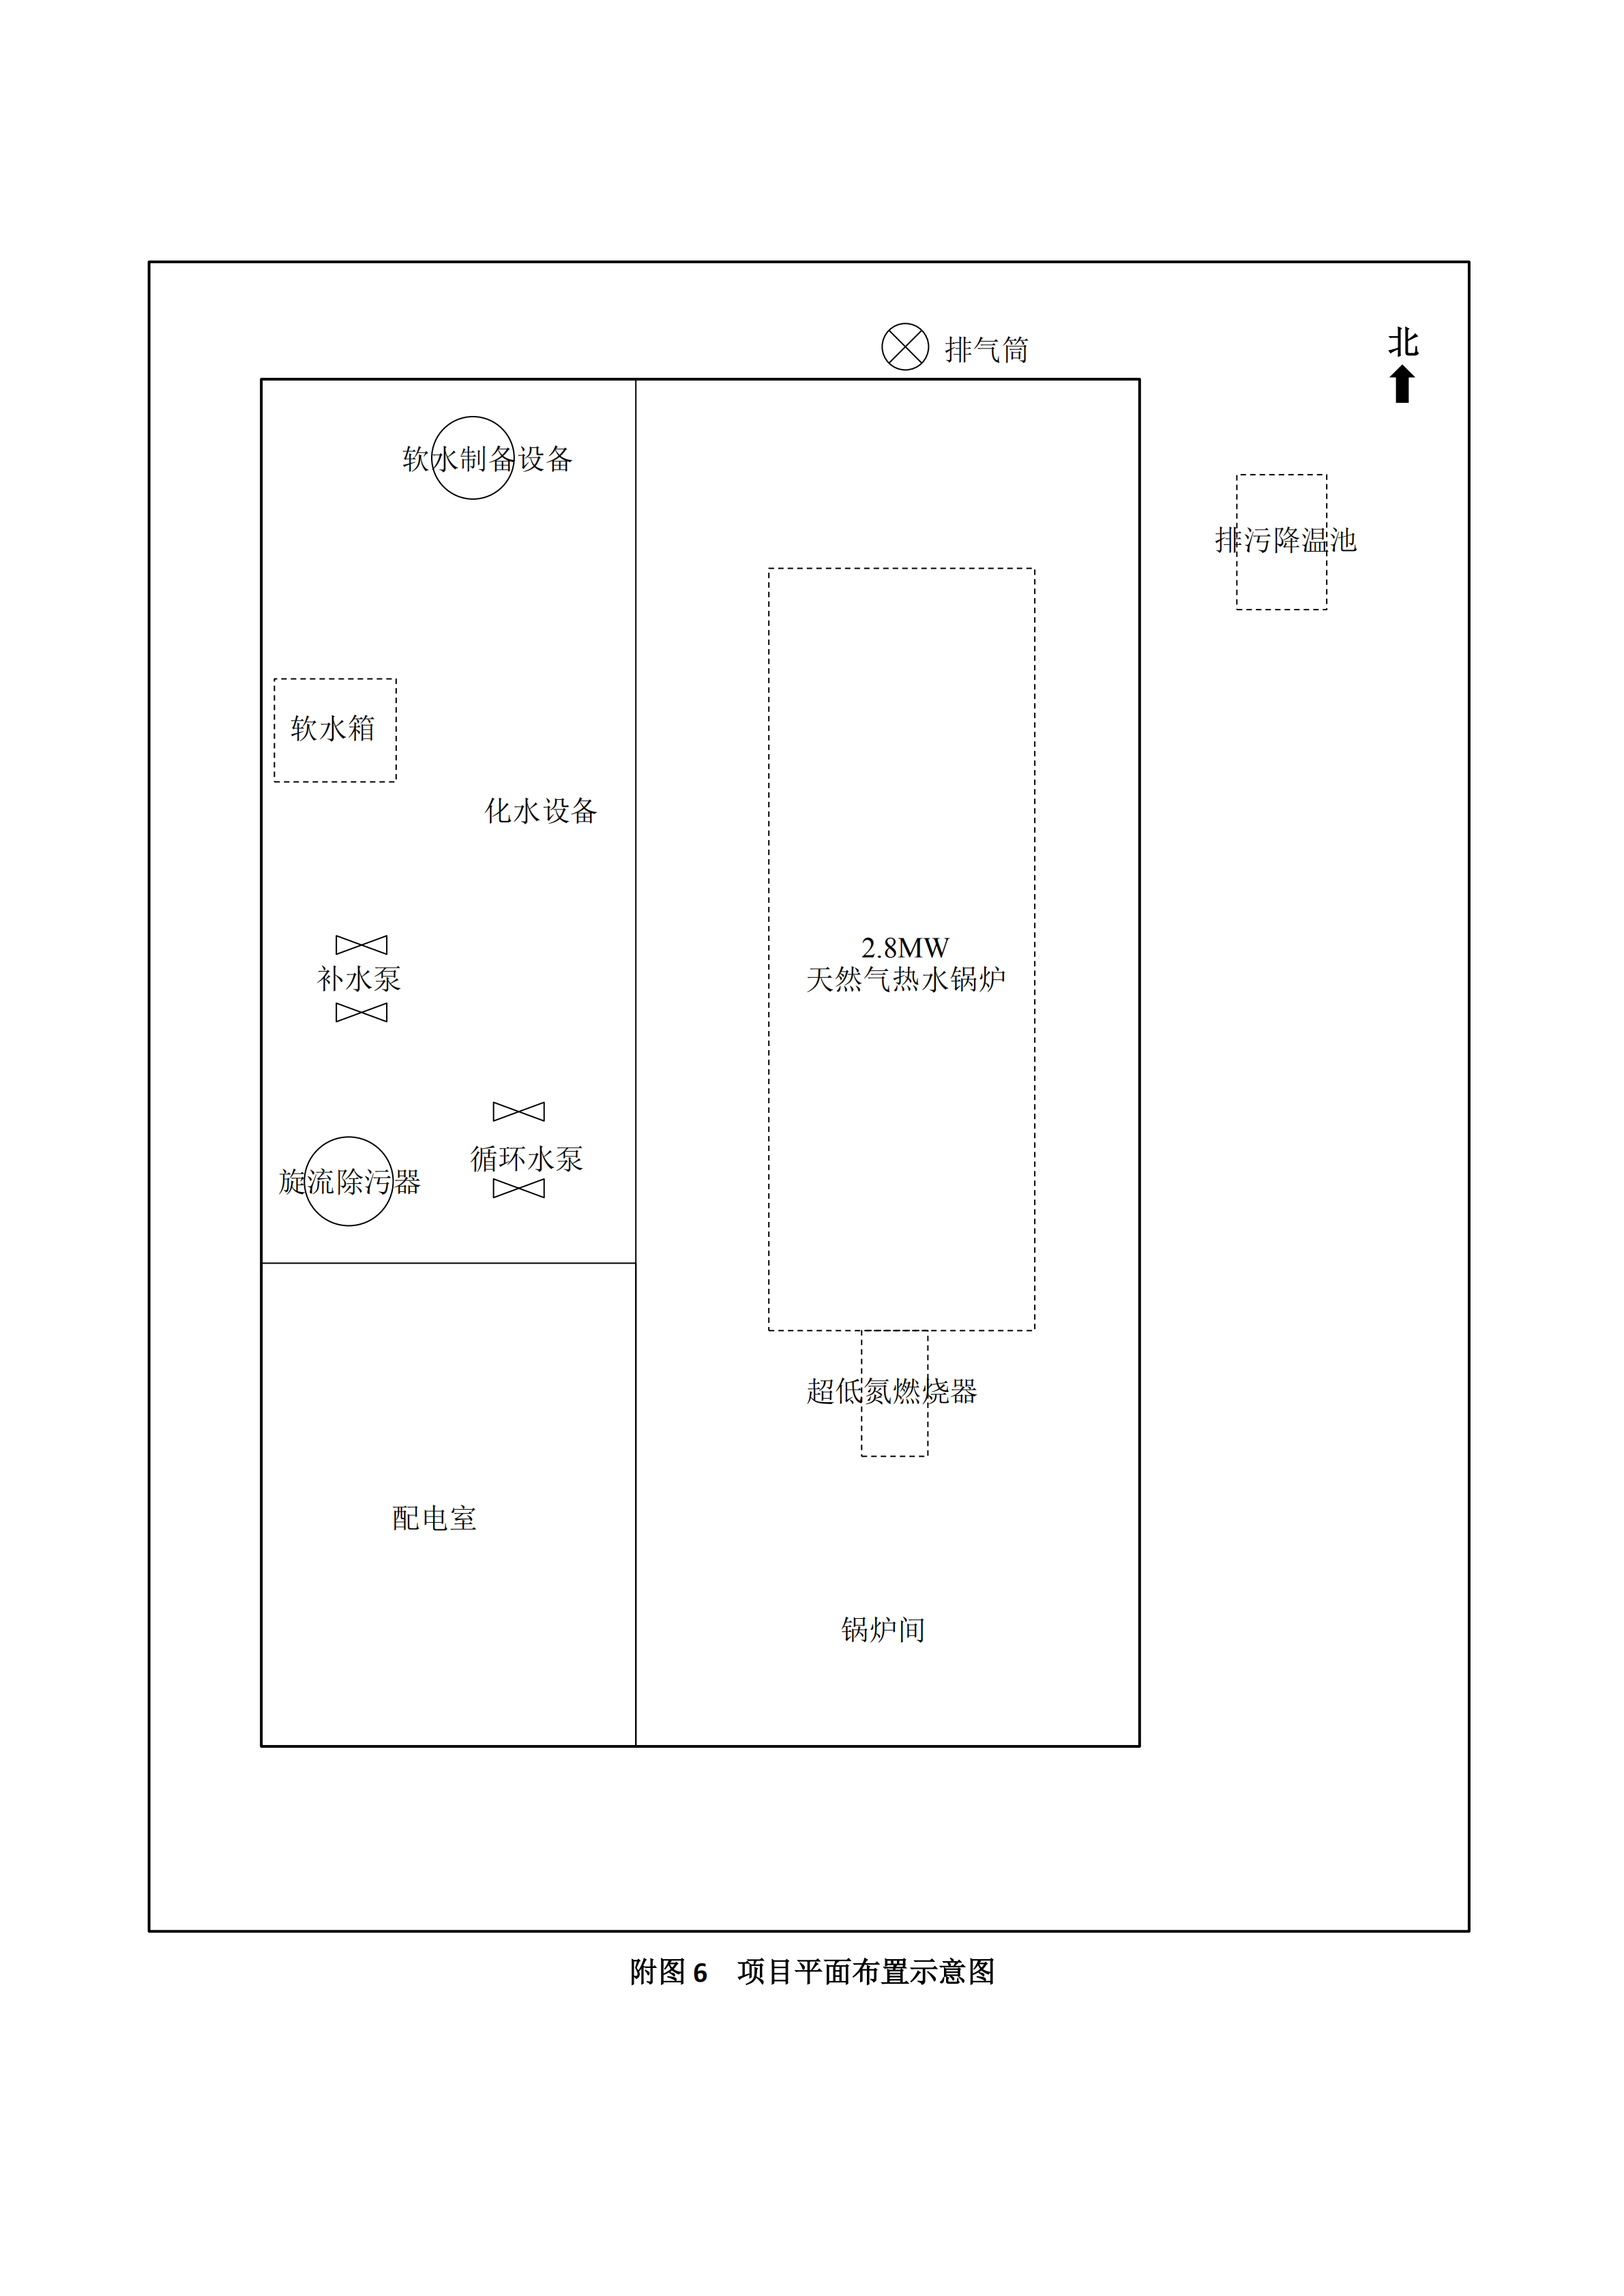 排气筒
北
软水制备设备
排污降温池
软水箱
化水设备
2.8MW
天然气热水锅炉
补水泵
循环水泵
旋流除污器
超低氮燃烧器
配电室
锅炉间
附图 6 项目平面布置示意图